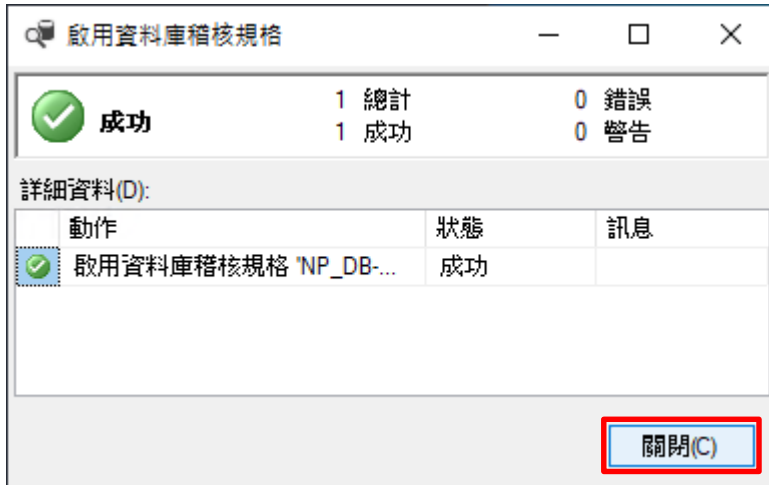 啟用資料庫稽核規格
成功
1 總計 0 錯誤
1 成功 0 警告
詳細資料(D):
動作 狀態 訊息
啟用資料庫稽核規格 'NP_DB-... 成功
關閉(C)